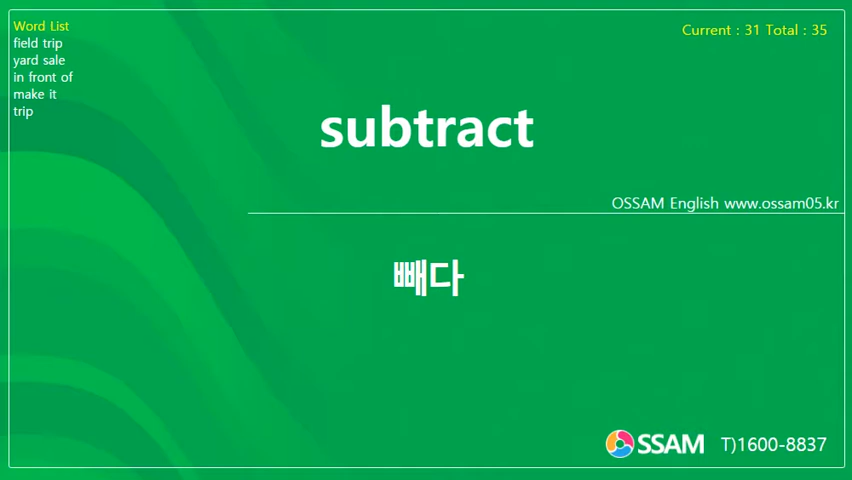 Word List
field trip
yard sale
in front of
make it
trip
Current : 31 Total : 35
subtract
OSSAM English www.ossam05.kr
빼다
OSSAM T)1600-8837